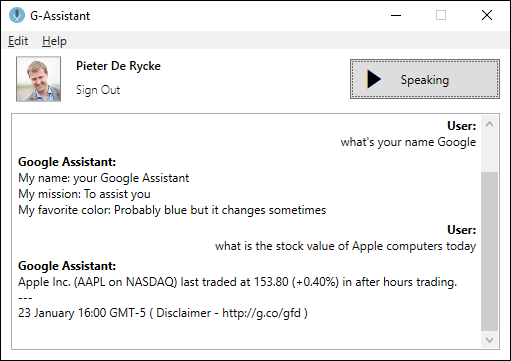 G-Assistant
Edit Help
Pieter De Rycke
Sign Out
Speaking
User:
what's your name Google
Google Assistant:
My name: your Google Assistant
My mission: To assist you
My favorite color: Probably blue but it changes sometimes
User:
what is the stock value of Apple computers today
Google Assistant:
Apple Inc. (AAPL on NASDAQ) last traded at 153.80 (+0.40%) in after hours trading.
---
23 January 16:00 GMT-5 ( Disclaimer - http://g.co/gfd )